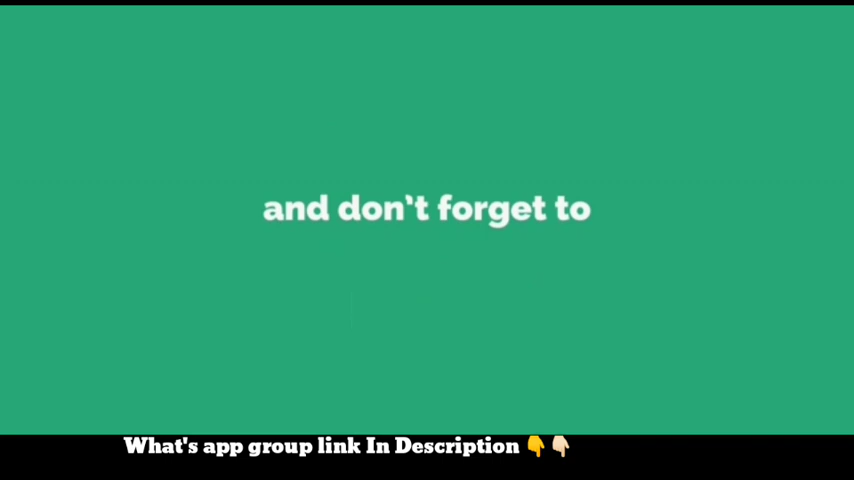 and don't forget to
What's app group link In Description 👇👇🏻